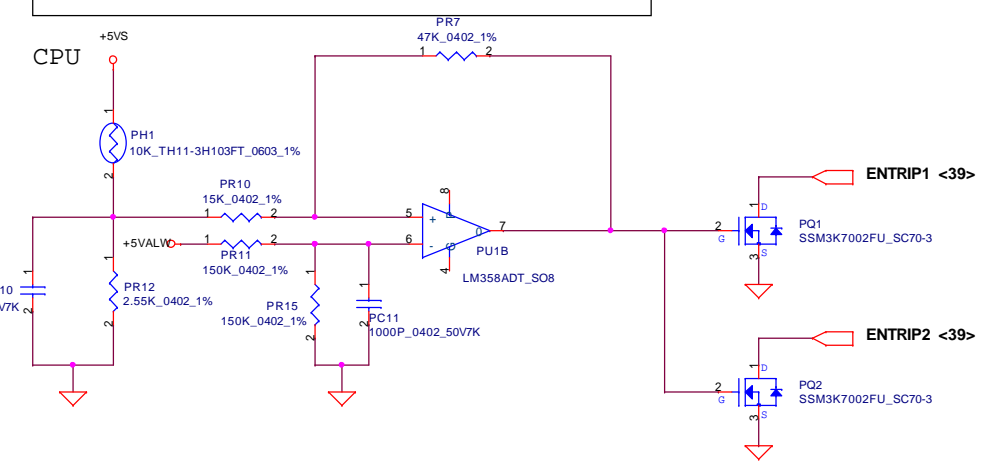 PR7
47K_0402_1%
1 2
+5VS
CPU
1
PH1
10K_TH11-3H103FT_0603_1%
2
PR10
15K_0402_1%
1 2
8
5 +
P
0 7
6 -
G
4
PU1B
LM358ADT_SO8
+5VALW
1 2
PR11
150K_0402_1%
1
10
V7K
2
1
PR12
2.55K_0402_1%
2
1
PR15
150K_0402_1%
2
1
PC11
1000P_0402_50V7K
2
ENTRIP1 <39>
1 D
2
G
PQ1
SSM3K7002FU_SC70-3
3 S
ENTRIP2 <39>
1 D
2
G
PQ2
SSM3K7002FU_SC70-3
3 S